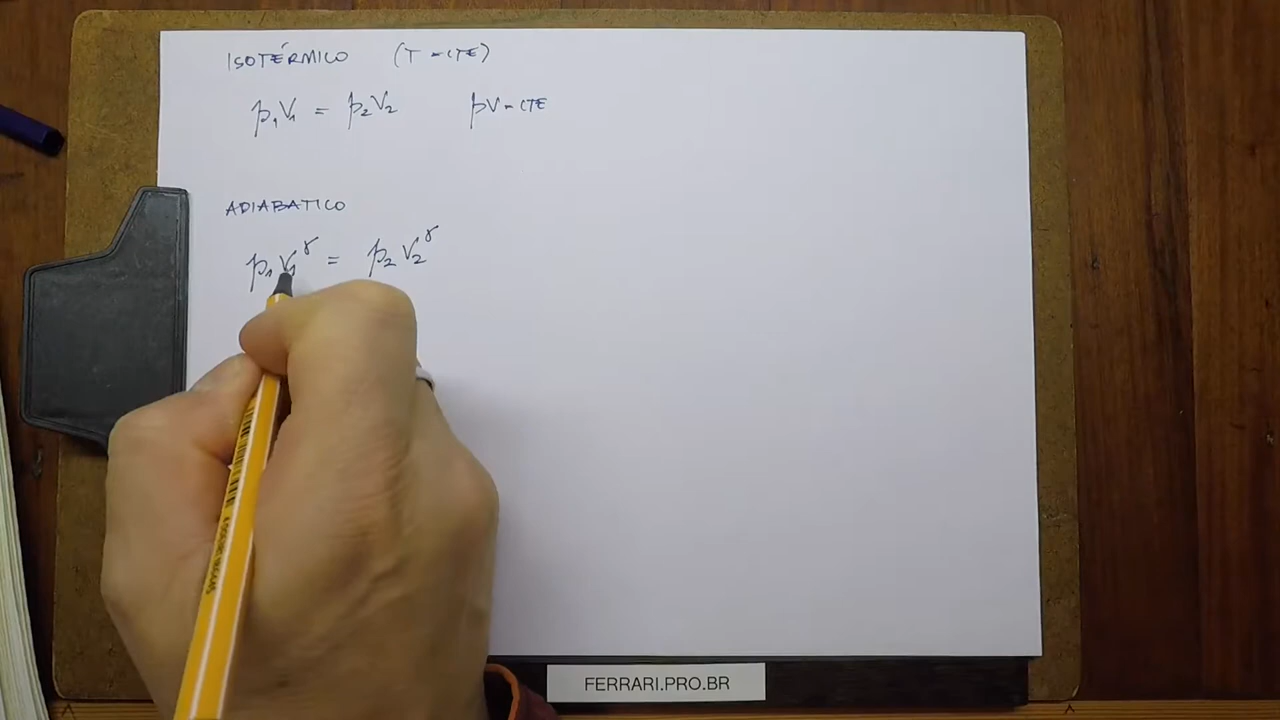 ISOTÉRMICO (T = CTE)
p₁V₁ = p₂V₂ pV = CTE
ADIABATICO
p₁V₁^γ = p₂V₂^γ
FERRARI.PRO.BR